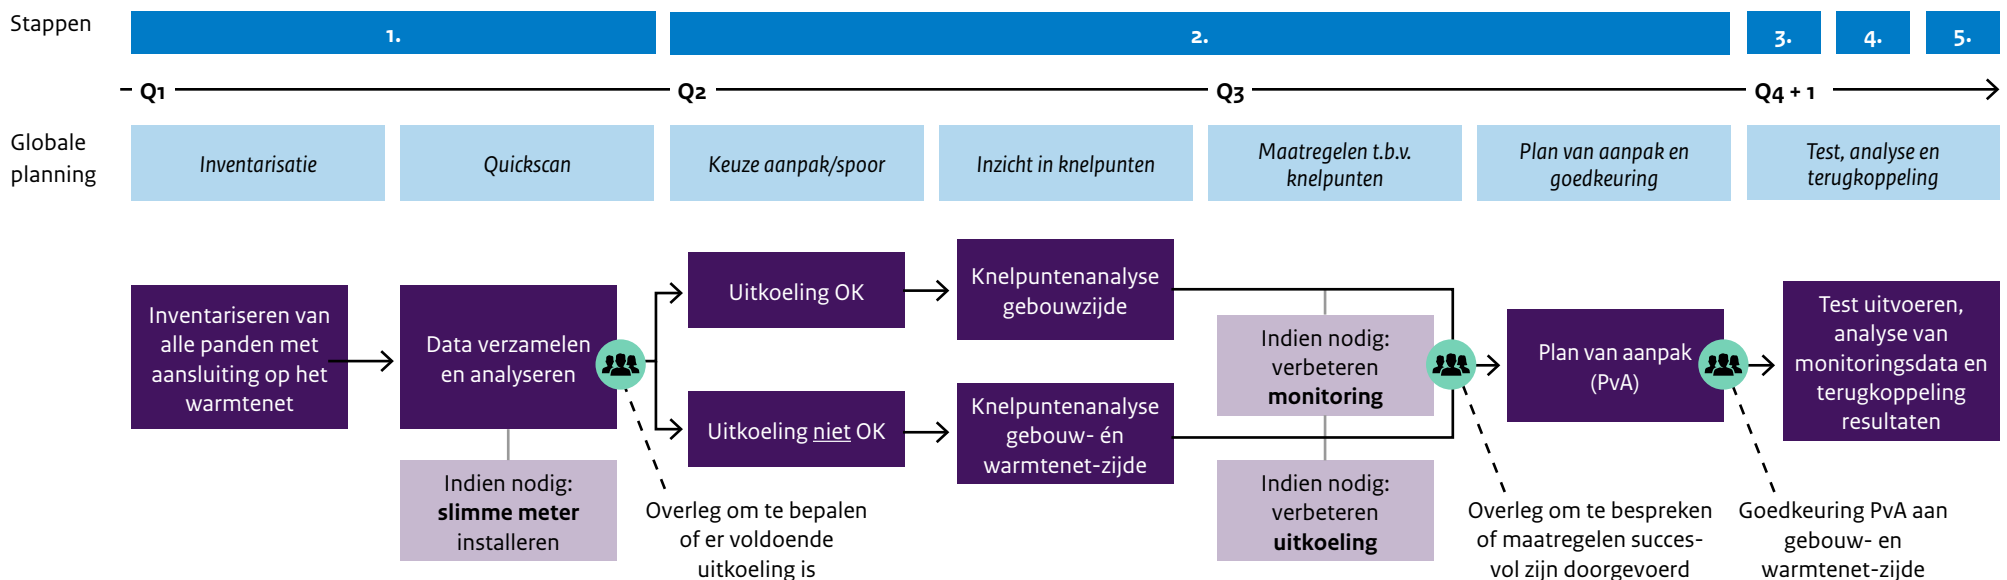 Stappen
1.
2.
3.
4.
5.
Q1
Q2
Q3
Q4 + 1
Globale
planning
Inventarisatie
Quickscan
Keuze aanpak/spoor
Inzicht in knelpunten
Maatregelen t.b.v.
knelpunten
Plan van aanpak en
goedkeuring
Test, analyse en
terugkoppeling
Inventariseren van
alle panden met
aansluiting op het
warmtenet
Data verzamelen
en analyseren
Indien nodig:
slimme meter
installeren
Overleg om te bepalen
of er voldoende
uitkoeling is
Uitkoeling OK
Uitkoeling niet OK
Knelpuntenanalyse
gebouwzijde
Knelpuntenanalyse
gebouw- én
warmtenet-zijde
Indien nodig:
verbeteren
monitoring
Indien nodig:
verbeteren
uitkoeling
Overleg om te bespreken
of maatregelen succes-
vol zijn doorgevoerd
Plan van aanpak
(PvA)
Goedkeuring PvA aan
gebouw- en
warmtenet-zijde
Test uitvoeren,
analyse van
monitoringsdata en
terugkoppeling
resultaten